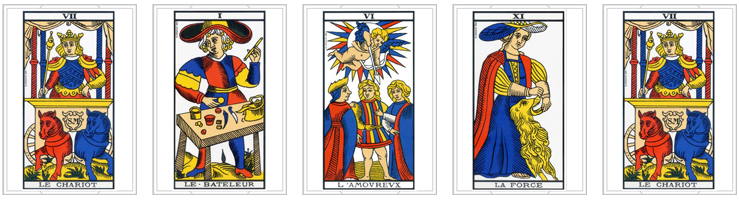 VII
LE CHARIOT
I
LE·BATELEUR
VI
L'AMOVREVX
XI
LA FORCE
VII
LE CHARIOT